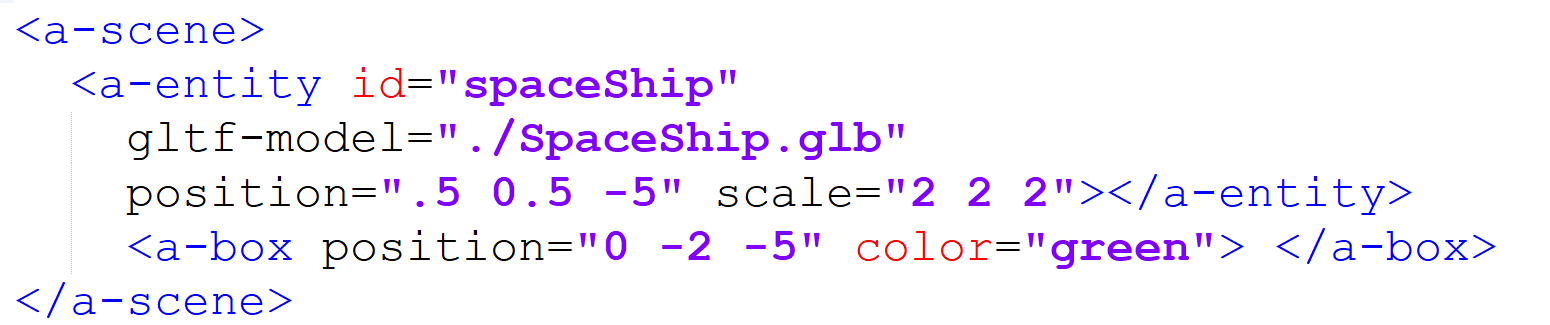 <a-scene>
<a-entity id="spaceShip"
gltf-model="./SpaceShip.glb"
position=".5 0.5 -5" scale="2 2 2"></a-entity>
<a-box position="0 -2 -5" color="green"> </a-box>
</a-scene>